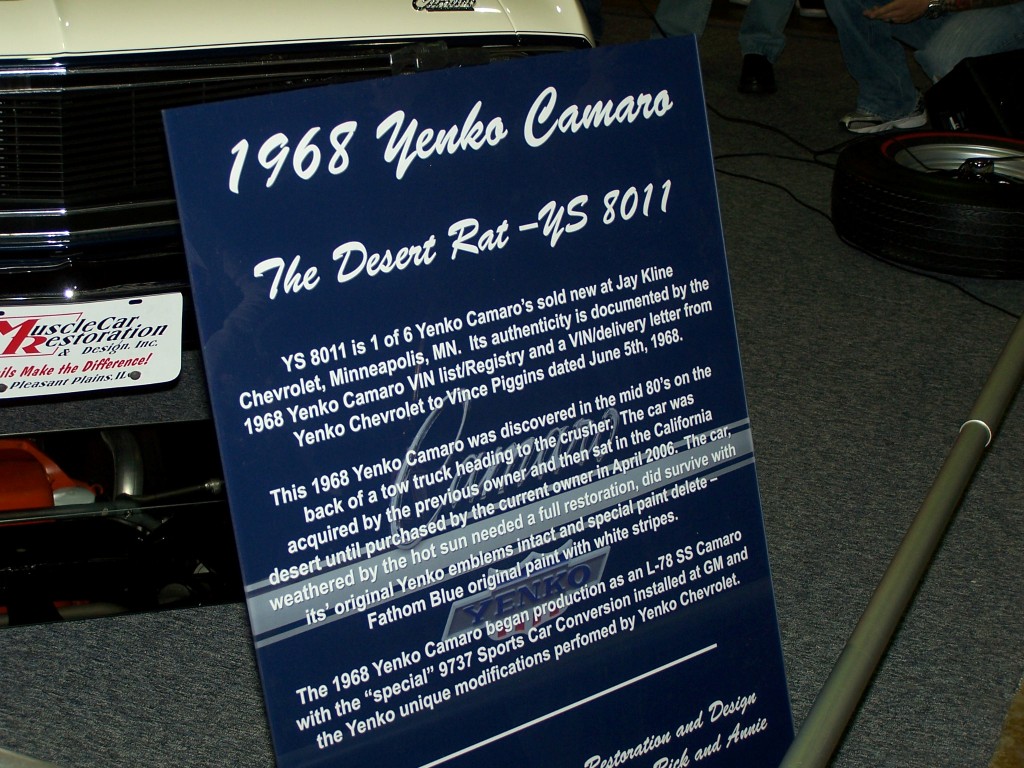 1968 Yenko Camaro
The Desert Rat –YS 8011
YS 8011 is 1 of 6 Yenko Camaro's sold new at Jay Kline
Chevrolet, Minneapolis, MN. Its authenticity is documented by the
1968 Yenko Camaro VIN list/Registry and a VIN/delivery letter from
Yenko Chevrolet to Vince Piggins dated June 5th, 1968.
This 1968 Yenko Camaro was discovered in the mid 80's on the
back of a tow truck heading to the crusher. The car was
acquired by the previous owner and then sat in the California
desert until purchased by the current owner in April 2006. The car,
weathered by the hot sun needed a full restoration, did survive with
its' original Yenko emblems intact and special paint delete –
Fathom Blue original paint with white stripes.
The 1968 Yenko Camaro began production as an L-78 SS Camaro
with the "special" 9737 Sports Car Conversion installed at GM and
the Yenko unique modifications perfomed by Yenko Chevrolet.
Restoration and Design
Rick and Annie
Camaro
YENKO
MuscleCar
Restoration
& Design, Inc.
ils Make the Difference!
Pleasant Plains, IL